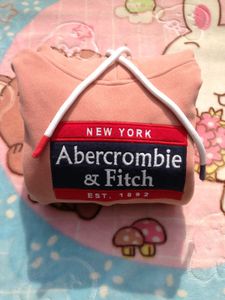 NEW YORK
Abercrombie
& Fitch
EST. 1892